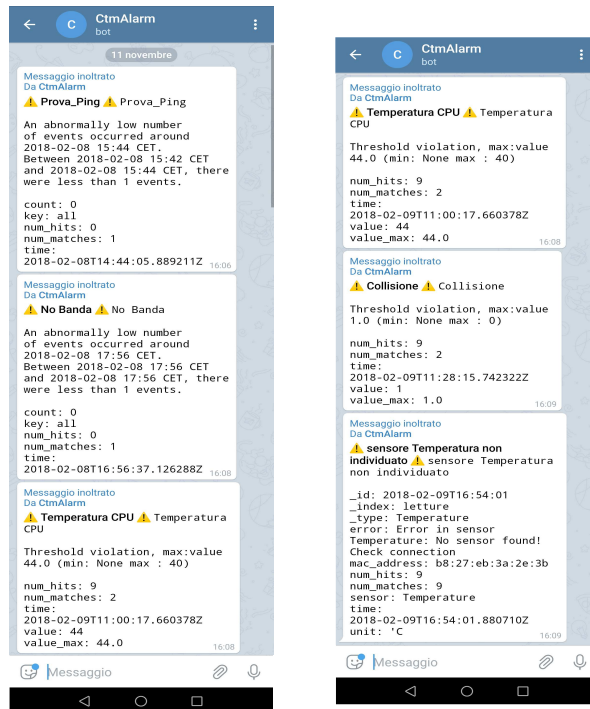 CtmAlarm
bot
11 novembre
Messaggio inoltrato
Da CtmAlarm
⚠ Prova_Ping ⚠ Prova_Ping
An abnormally low number
of events occurred around
2018-02-08 15:44 CET.
Between 2018-02-08 15:42 CET
and 2018-02-08 15:44 CET, there
were less than 1 events.
count: 0
key: all
num_hits: 0
num_matches: 1
time:
2018-02-08T14:44:05.889211Z 16:06
Messaggio inoltrato
Da CtmAlarm
⚠ No Banda ⚠ No Banda
An abnormally low number
of events occurred around
2018-02-08 17:56 CET.
Between 2018-02-08 17:56 CET
and 2018-02-08 17:56 CET, there
were less than 1 events.
count: 0
key: all
num_hits: 0
num_matches: 1
time:
2018-02-08T16:56:37.126288Z 16:08
Messaggio inoltrato
Da CtmAlarm
⚠ Temperatura CPU ⚠ Temperatura
CPU
Threshold violation, max:value
44.0 (min: None max : 40)
num_hits: 9
num_matches: 2
time:
2018-02-09T11:00:17.660378Z
value: 44
value_max: 44.0 16:08
Messaggio
CtmAlarm
bot
Messaggio inoltrato
Da CtmAlarm
⚠ Temperatura CPU ⚠ Temperatura
CPU
Threshold violation, max:value
44.0 (min: None max : 40)
num_hits: 9
num_matches: 2
time:
2018-02-09T11:00:17.660378Z
value: 44
value_max: 44.0 16:08
Messaggio inoltrato
Da CtmAlarm
⚠ Collisione ⚠ Collisione
Threshold violation, max:value
1.0 (min: None max : 0)
num_hits: 9
num_matches: 2
time:
2018-02-09T11:28:15.742322Z
value: 1
value_max: 1.0 16:09
Messaggio inoltrato
Da CtmAlarm
⚠ sensore Temperatura non
individuato ⚠ sensore Temperatura
non individuato
_id: 2018-02-09T16:54:01
_index: letture
_type: Temperature
error: Error in sensor
Temperature: No sensor found!
Check connection
mac_address: b8:27:eb:3a:2e:3b
num_hits: 9
num_matches: 9
sensor: Temperature
time:
2018-02-09T16:54:01.880710Z
unit: 'C 16:09
Messaggio